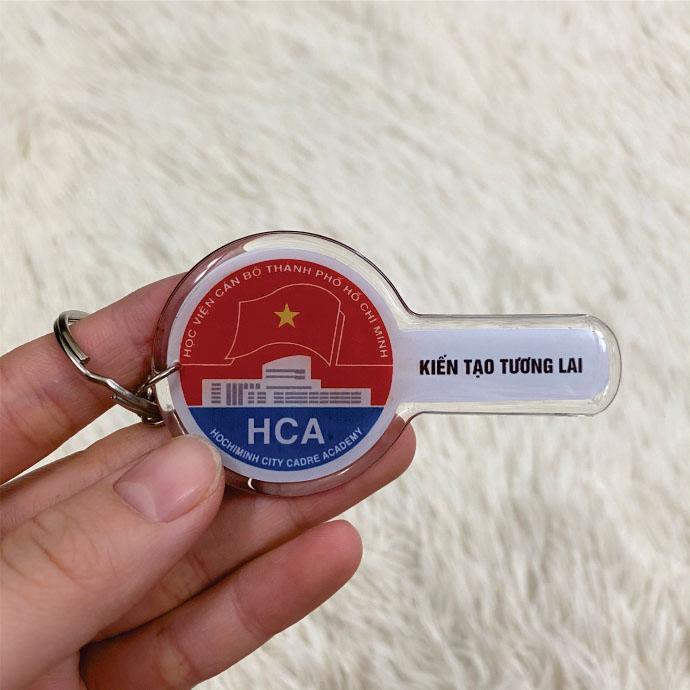 HỌC VIỆN CÁN BỘ THÀNH PHỐ HỒ CHÍ MINH
HCA
HOCHIMINH CITY CADRE ACADEMY
KIẾN TẠO TƯƠNG LAI